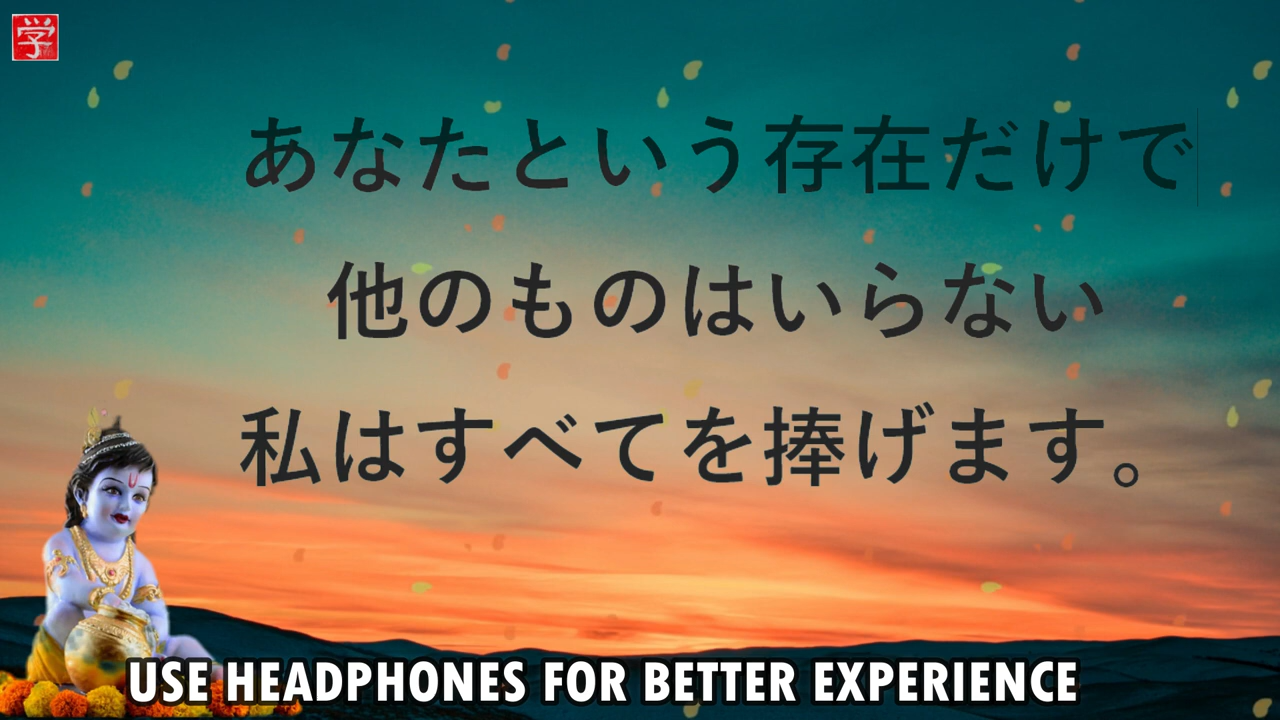 学
あなたという存在だけで
他のものはいらない
私はすべてを捧げます。
USE HEADPHONES FOR BETTER EXPERIENCE